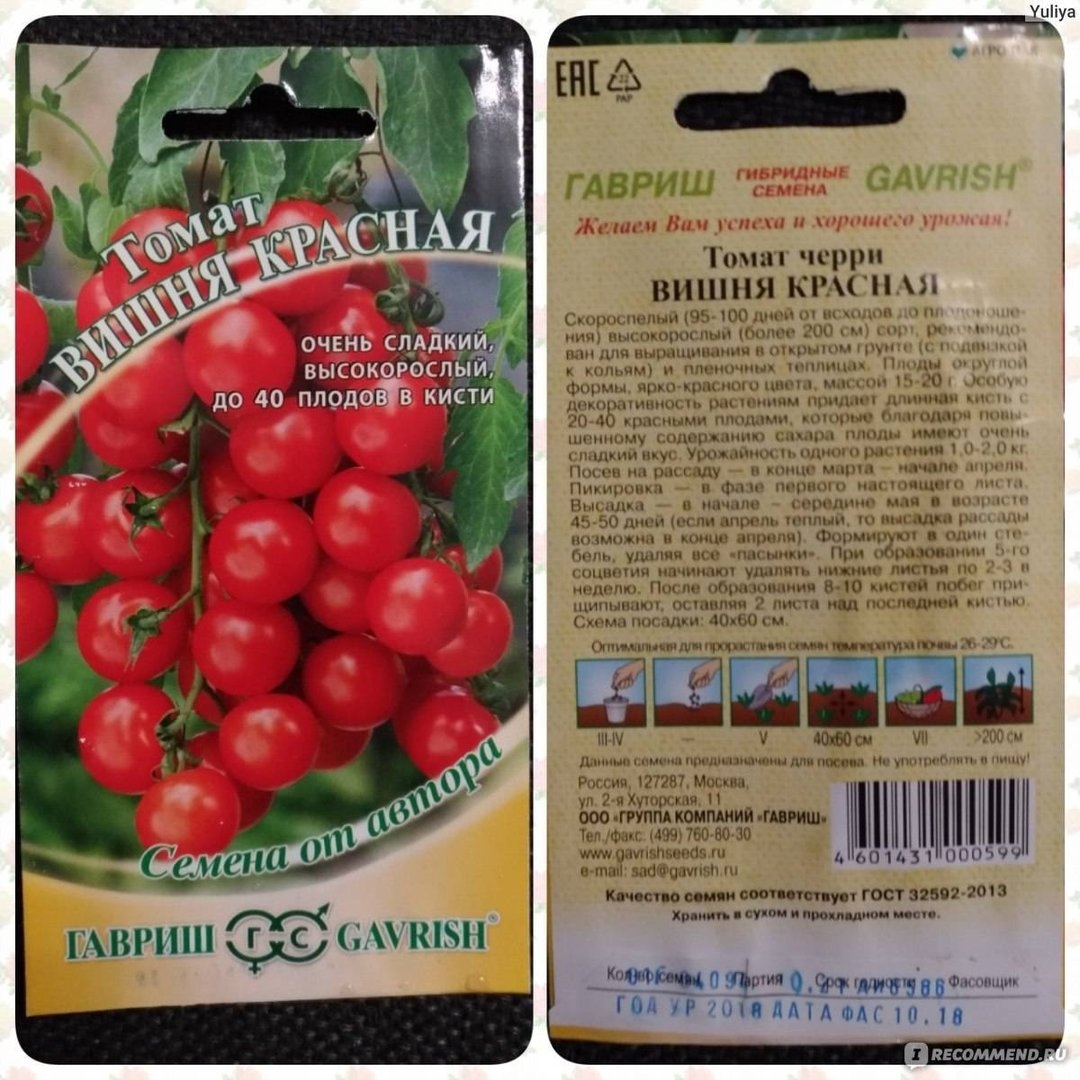 Yuliya
Томат
ВИШНЯ КРАСНАЯ
ОЧЕНЬ СЛАДКИЙ,
ВЫСОКОРОСЛЫЙ,
ДО 40 ПЛОДОВ В КИСТИ
Семена от автора
ГАВРИШ ГС GAVRISH®
EAC 22 PAP
ГАВРИШ ГИБРИДНЫЕ СЕМЕНА GAVRISH®
Желаем Вам успеха и хорошего урожая!
Томат черри
ВИШНЯ КРАСНАЯ
Скороспелый (95-100 дней от всходов до плодоноше-
ния) высокорослый (более 200 см) сорт, рекомендо-
ван для выращивания в открытом грунте (с подвязкой
к кольям) и пленочных теплицах. Плоды округлой
формы, ярко-красного цвета, массой 15-20 г. Особую
декоративность растениям придает длинная кисть с
20-40 красными плодами, которые благодаря повы-
шенному содержанию сахара плоды имеют очень
сладкий вкус. Урожайность одного растения 1,0-2,0 кг.
Посев на рассаду — в конце марта – начале апреля.
Пикировка — в фазе первого настоящего листа.
Высадка — в начале – середине мая в возрасте
45-50 дней (если апрель теплый, то высадка рассады
возможна в конце апреля). Формируют в один сте-
бель, удаляя все «пасынки». При образовании 5-го
соцветия начинают удалять нижние листья по 2-3 в
неделю. После образования 8-10 кистей побег при-
щипывают, оставляя 2 листа над последней кистью.
Схема посадки: 40х60 см.
Оптимальная для прорастания семян температура почвы 26-29°С.
III-IV — V 40х60 см VII >200 см
Данные семена предназначены для посева. Не употреблять в пищу!
Россия, 127287, Москва,
ул. 2-я Хуторская, 11
ООО «ГРУППА КОМПАНИЙ «ГАВРИШ»
Тел./факс: (499) 760-80-30
www.gavrishseeds.ru
e-mail: sad@gavrish.ru
4 601431 000599
Качество семян соответствует ГОСТ 32592-2013
Хранить в сухом и прохладном месте.
Кол-во семян Партия Срок годности Фасовщик
ГОД УР 2018 ДАТА ФАС 10.18
IRECOMMEND.RU